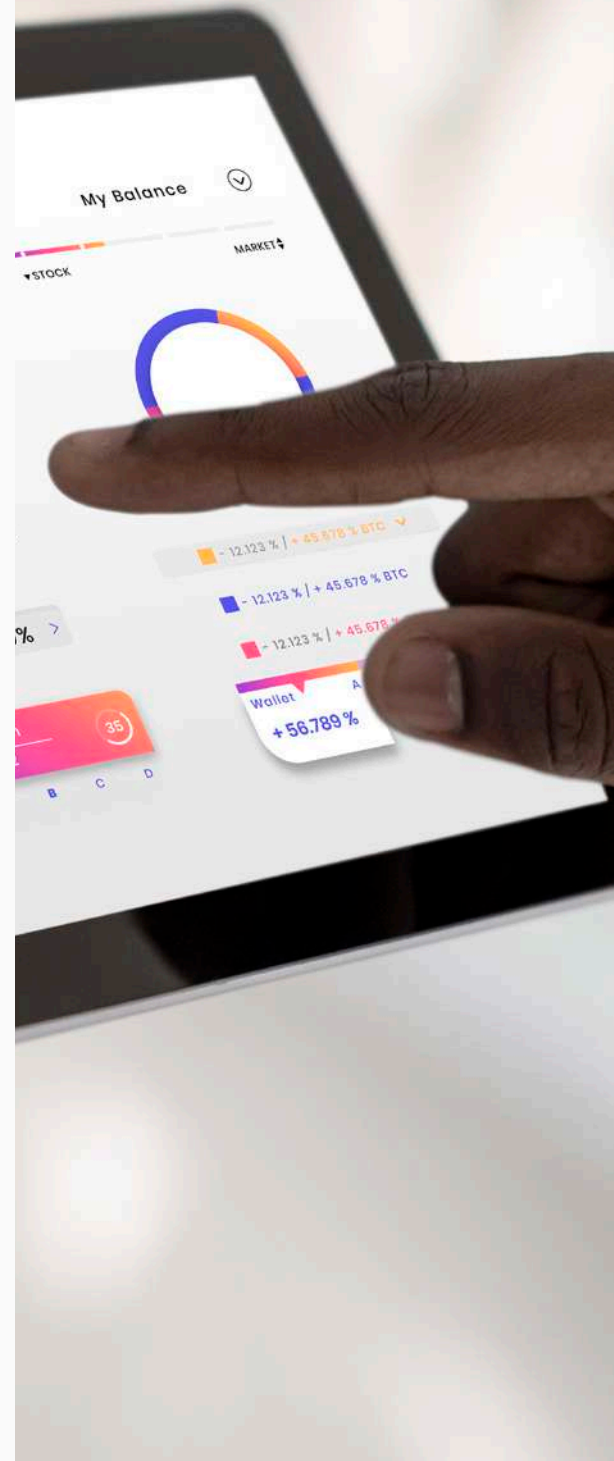 My Balance
▼STOCK
MARKET
- 12.123 % | + 45.678 % BTC
- 12.123 % | + 45.678 % BTC
- 12.123 % | + 45.678 %
% >
Wallet A
+ 56.789 %
35
B C D